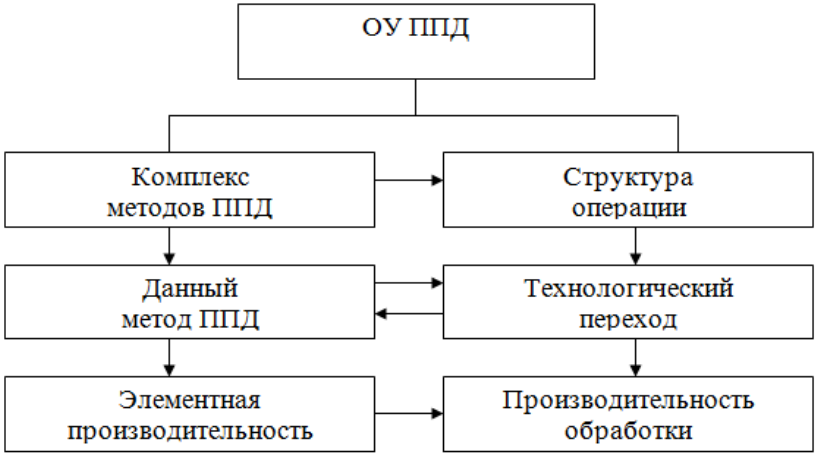 ОУ ППД
Комплекс
методов ППД
Структура
операции
Данный
метод ППД
Технологический
переход
Элементная
производительность
Производительность
обработки